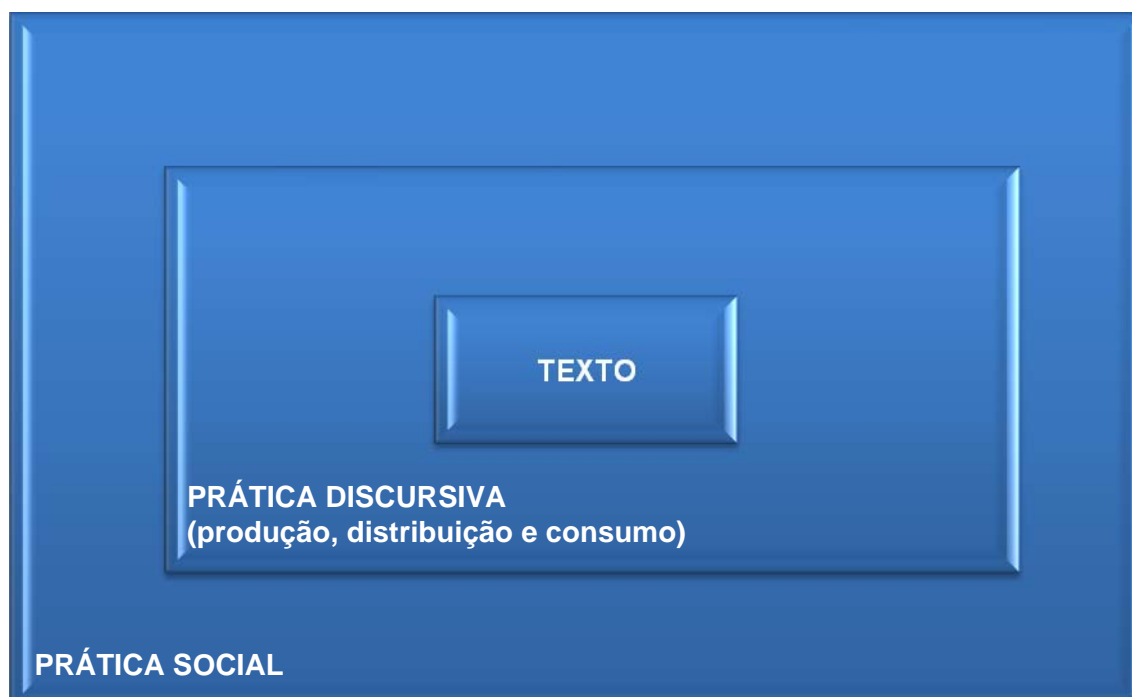 TEXTO
PRÁTICA DISCURSIVA
(produção, distribuição e consumo)
PRÁTICA SOCIAL